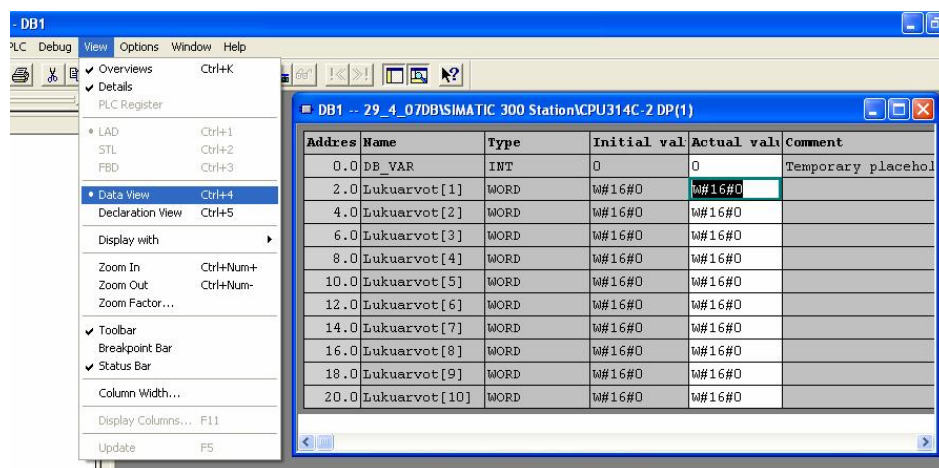 - DB1
PLC Debug View Options Window Help
Overviews Ctrl+K
Details
PLC Register
LAD Ctrl+1
STL Ctrl+2
FBD Ctrl+3
Data View Ctrl+4
Declaration View Ctrl+5
Display with
Zoom In Ctrl+Num+
Zoom Out Ctrl+Num-
Zoom Factor...
Toolbar
Breakpoint Bar
Status Bar
Column Width...
Display Columns... F11
Update F5
DB1 -- 29_4_07DB\SIMATIC 300 Station\CPU314C-2 DP(1)
Addres Name Type Initial val Actual valu Comment
0.0 DB_VAR INT 0 0 Temporary placehol
2.0 Lukuarvot[1] WORD W#16#0 W#16#0
4.0 Lukuarvot[2] WORD W#16#0 W#16#0
6.0 Lukuarvot[3] WORD W#16#0 W#16#0
8.0 Lukuarvot[4] WORD W#16#0 W#16#0
10.0 Lukuarvot[5] WORD W#16#0 W#16#0
12.0 Lukuarvot[6] WORD W#16#0 W#16#0
14.0 Lukuarvot[7] WORD W#16#0 W#16#0
16.0 Lukuarvot[8] WORD W#16#0 W#16#0
18.0 Lukuarvot[9] WORD W#16#0 W#16#0
20.0 Lukuarvot[10] WORD W#16#0 W#16#0